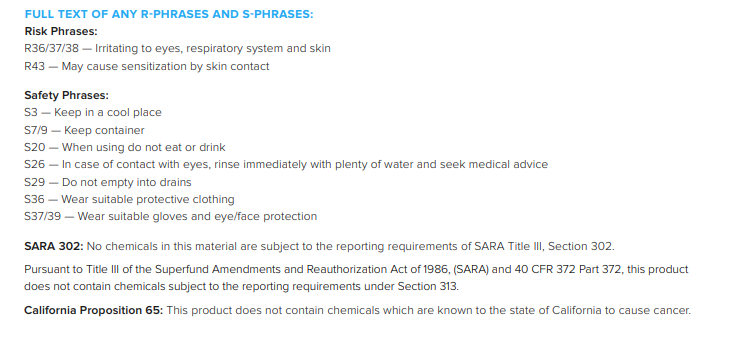 FULL TEXT OF ANY R-PHRASES AND S-PHRASES:
Risk Phrases:
R36/37/38 — Irritating to eyes, respiratory system and skin
R43 — May cause sensitization by skin contact
Safety Phrases:
S3 — Keep in a cool place
S7/9 — Keep container
S20 — When using do not eat or drink
S26 — In case of contact with eyes, rinse immediately with plenty of water and seek medical advice
S29 — Do not empty into drains
S36 — Wear suitable protective clothing
S37/39 — Wear suitable gloves and eye/face protection
SARA 302: No chemicals in this material are subject to the reporting requirements of SARA Title III, Section 302.
Pursuant to Title III of the Superfund Amendments and Reauthorization Act of 1986, (SARA) and 40 CFR 372 Part 372, this product
does not contain chemicals subject to the reporting requirements under Section 313.
California Proposition 65: This product does not contain chemicals which are known to the state of California to cause cancer.